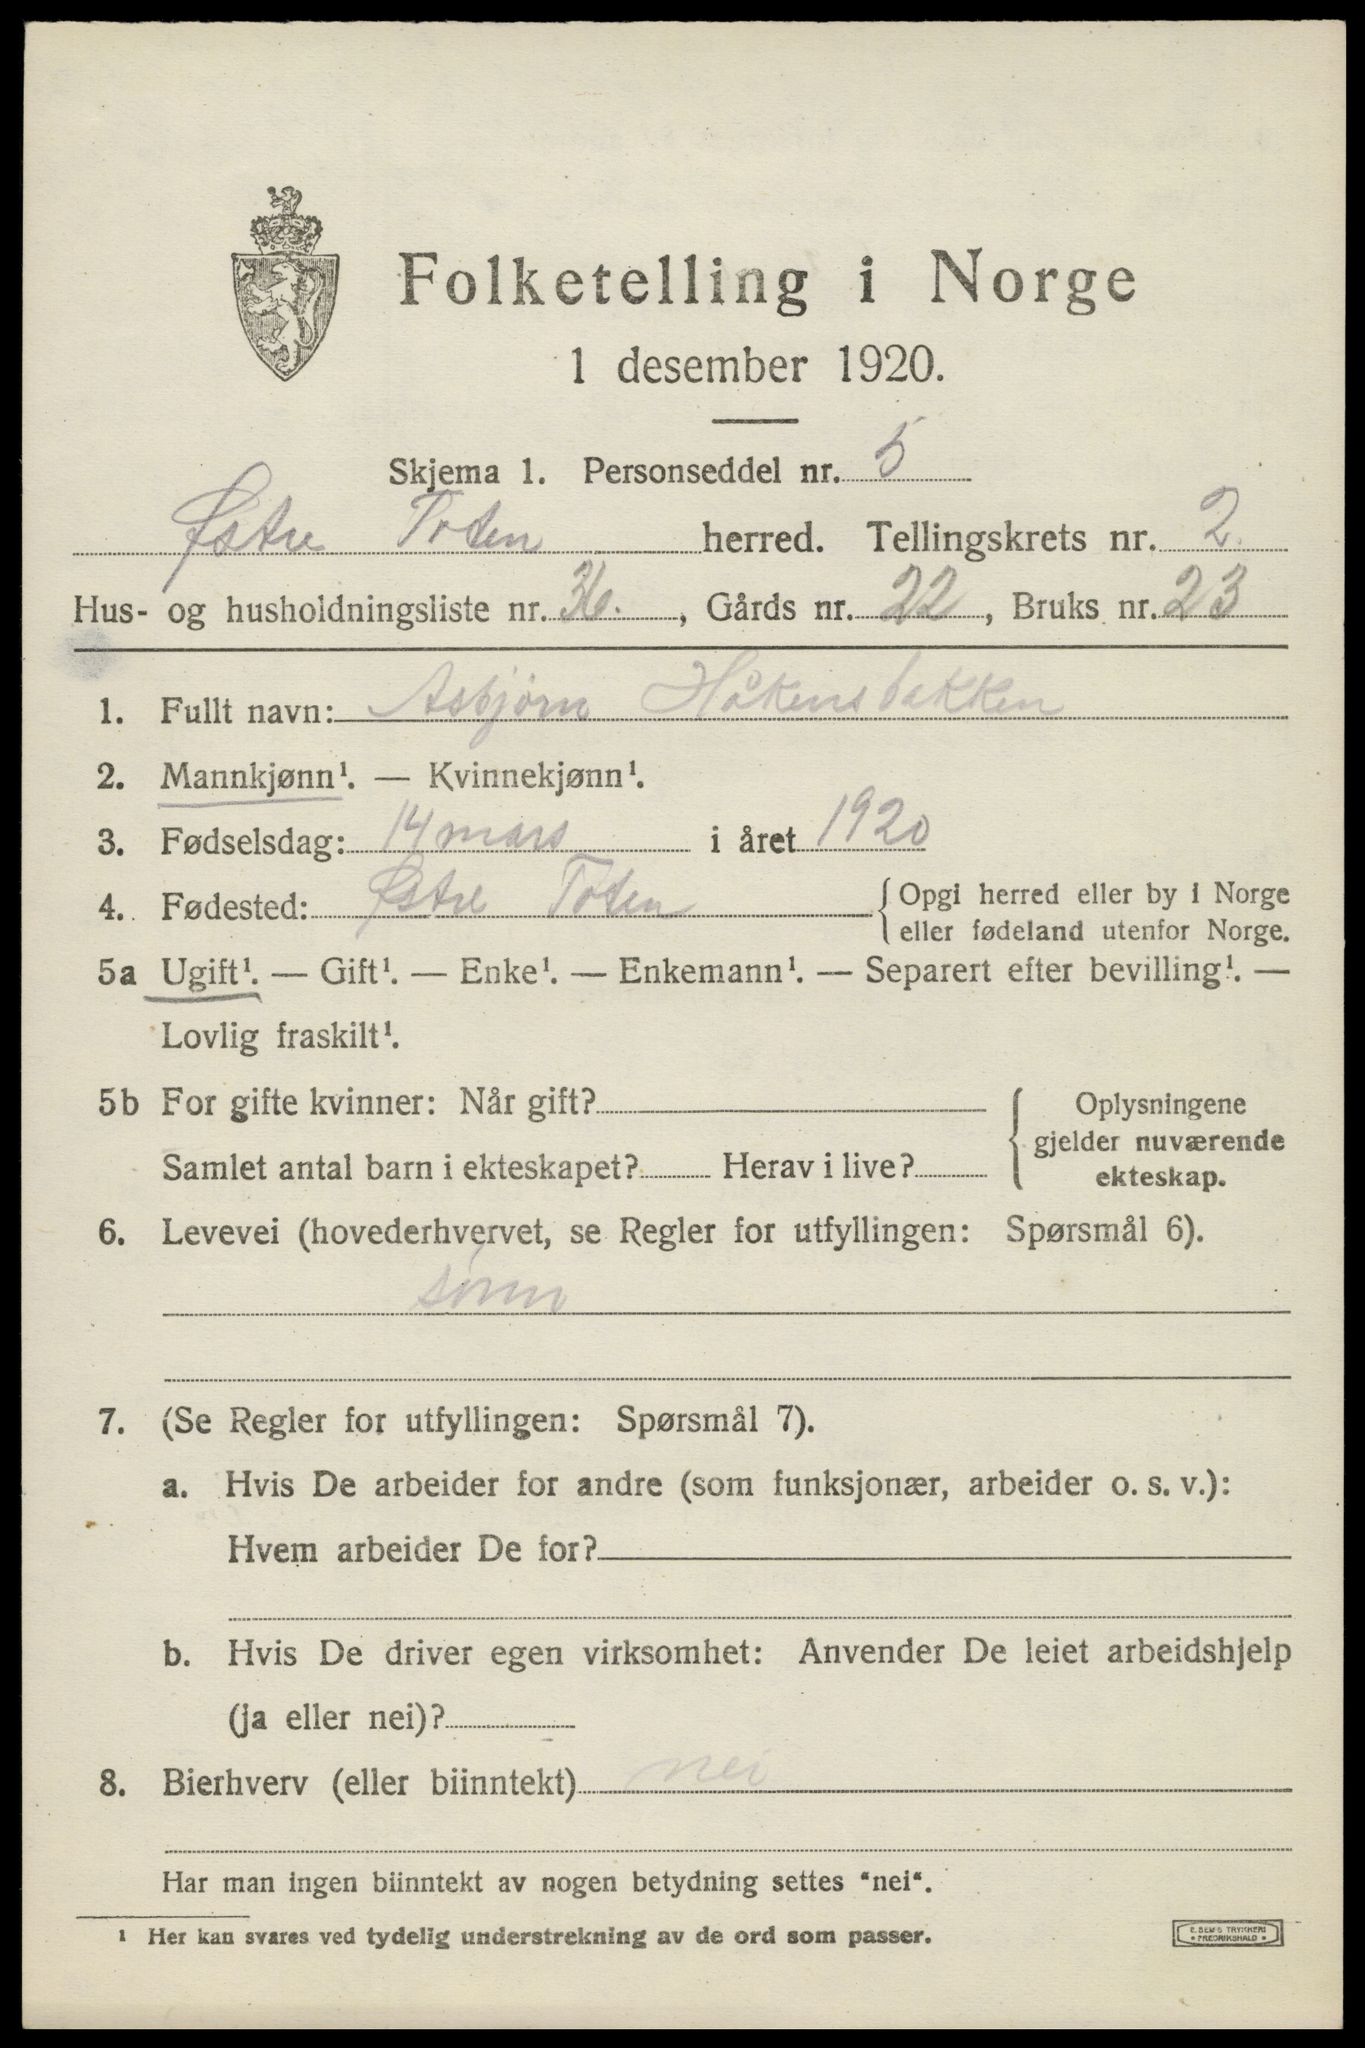 Folketelling i Norge
1 desember 1920.
Skjema 1. Personseddel nr. 5
Østre Toten herred. Tellingskrets nr. 2.
Hus- og husholdningsliste nr. 36. , Gårds nr. 22 , Bruks nr. 23
1. Fullt navn: Asbjørn Håkensbakken
2. Mannkjønn¹. — Kvinnekjønn¹.
3. Fødselsdag: 14 mars i året 1920
4. Fødested: Østre Toten { Opgi herred eller by i Norge
eller fødeland utenfor Norge.
5a Ugift¹. — Gift¹. — Enke¹. — Enkemann¹. — Separert efter bevilling¹. —
Lovlig fraskilt¹.
5b For gifte kvinner: Når gift? { Oplysningene
gjelder nuværende
Samlet antal barn i ekteskapet? Herav i live? ekteskap.
6. Levevei (hovederhvervet, se Regler for utfyllingen: Spørsmål 6).
sønn
7. (Se Regler for utfyllingen: Spørsmål 7).
a. Hvis De arbeider for andre (som funksjonær, arbeider o. s. v.):
Hvem arbeider De for?
b. Hvis De driver egen virksomhet: Anvender De leiet arbeidshjelp
(ja eller nei)?
8. Bierhverv (eller biinntekt) nei
Har man ingen biinntekt av nogen betydning settes "nei".
¹ Her kan svares ved tydelig understrekning av de ord som passer.
E. SEM'S TRYKKERI
• FREDRIKSHALD •